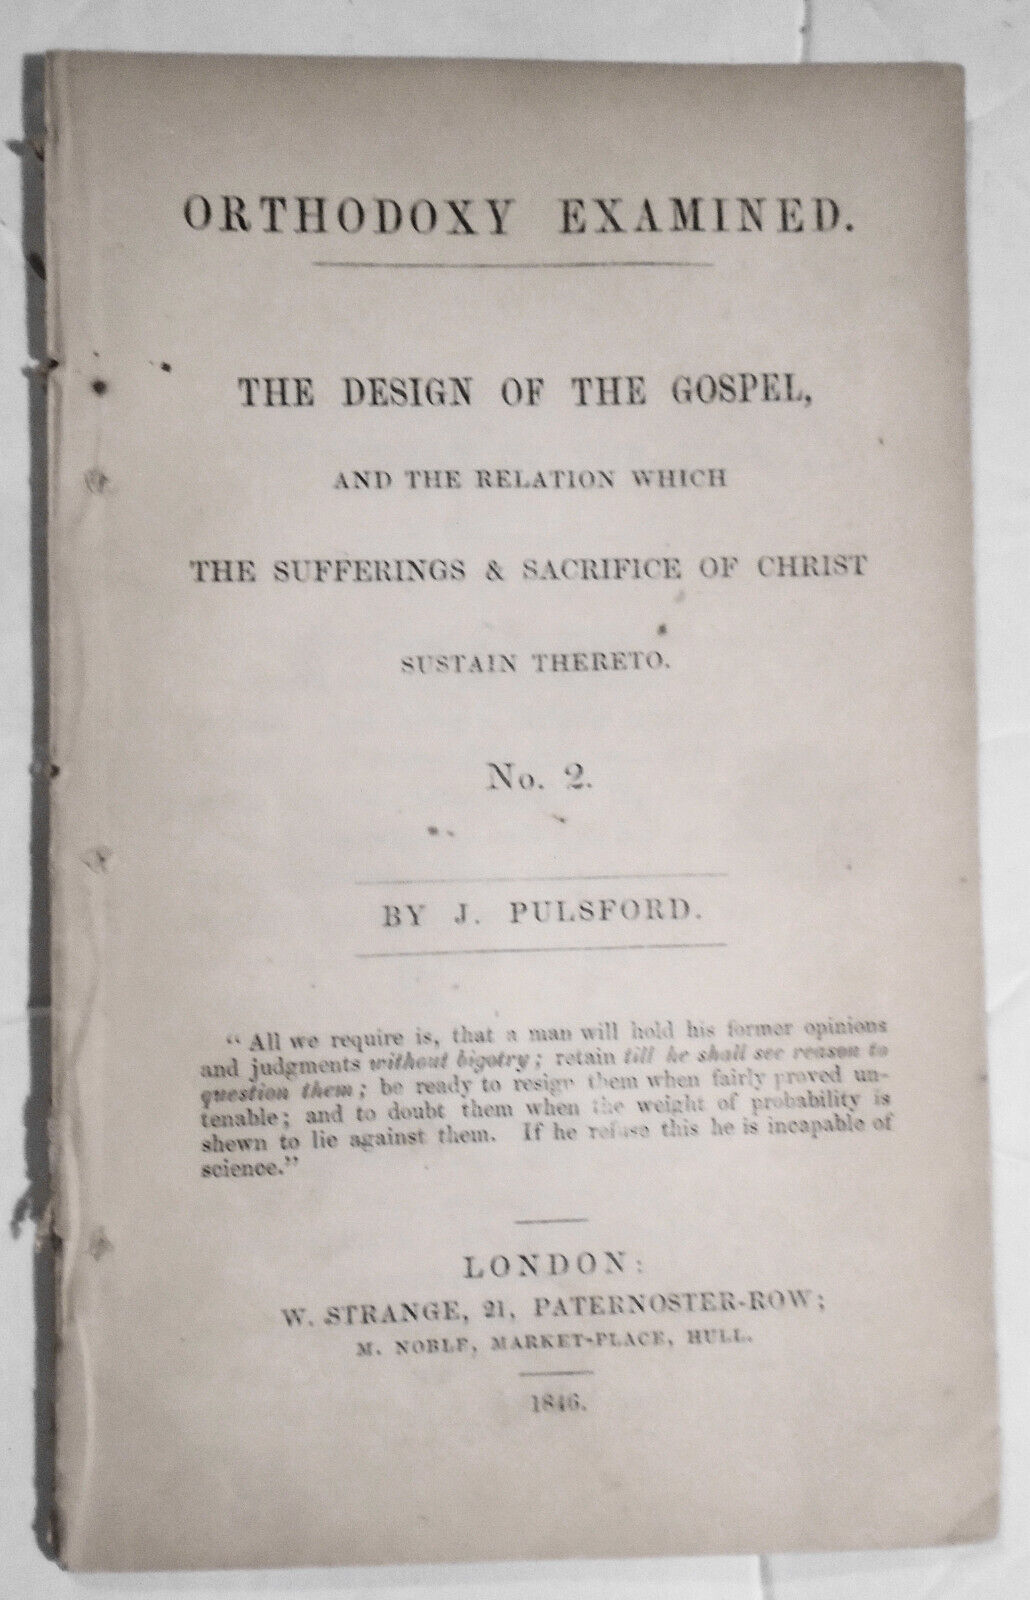 ORTHODOXY EXAMINED.
THE DESIGN OF THE GOSPEL,
AND THE RELATION WHICH
THE SUFFERINGS & SACRIFICE OF CHRIST
SUSTAIN THERETO.
No. 2.
BY J. PULSFORD.
"All we require is, that a man will hold his former opinions
and judgments without bigotry; retain till he shall see reason to
question them; be ready to resign them when fairly proved un-
tenable; and to doubt them when the weight of probability is
shewn to lie against them. If he refuse this he is incapable of
science."
LONDON:
W. STRANGE, 21, PATERNOSTER-ROW;
M. NOBLE, MARKET-PLACE, HULL.
1846.